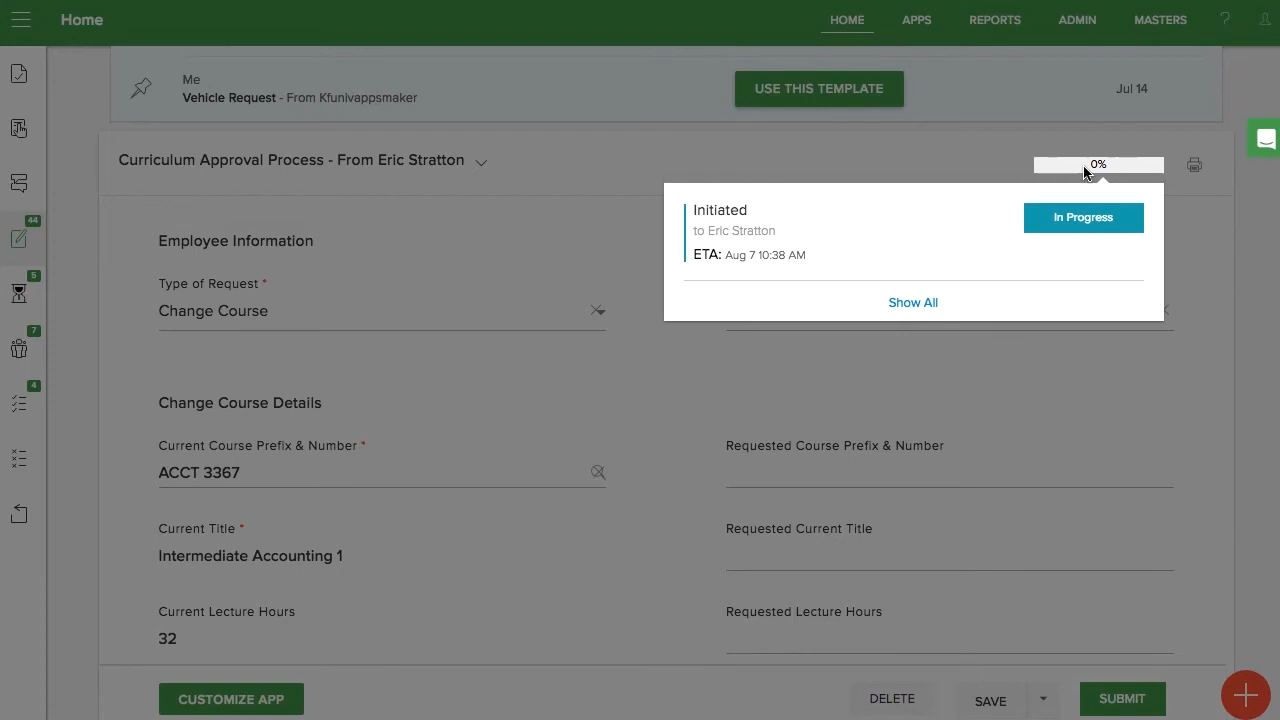 Home
HOME
APPS
REPORTS
ADMIN
MASTERS
?
Me
Vehicle Request - From Kfunivappsmaker
USE THIS TEMPLATE
Jul 14
Curriculum Approval Process - From Eric Stratton
0%
Initiated
In Progress
to Eric Stratton
ETA: Aug 7 10:38 AM
Show All
44
5
7
4
Employee Information
Type of Request *
Change Course
Change Course Details
Current Course Prefix & Number *
Requested Course Prefix & Number
ACCT 3367
Current Title *
Requested Current Title
Intermediate Accounting 1
Current Lecture Hours
Requested Lecture Hours
32
CUSTOMIZE APP
DELETE
SAVE
SUBMIT